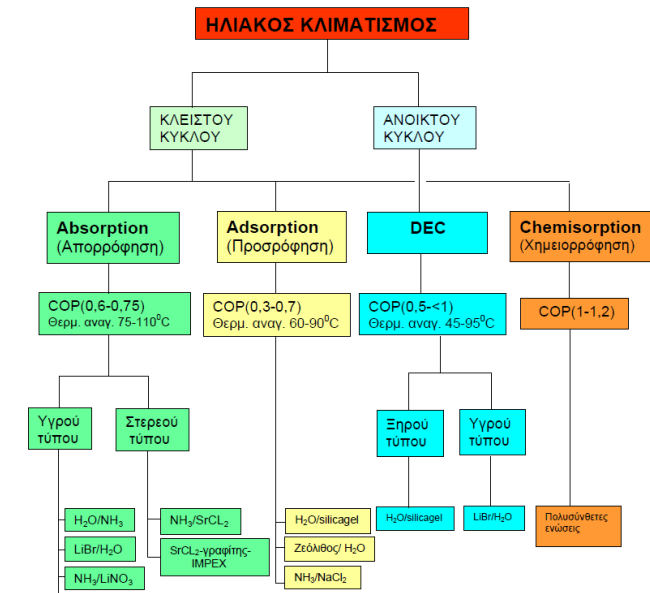 ΗΛΙΑΚΟΣ ΚΛΙΜΑΤΙΣΜΟΣ
ΚΛΕΙΣΤΟΥ
ΚΥΚΛΟΥ
ΑΝΟΙΚΤΟΥ
ΚΥΚΛΟΥ
Absorption
(Απορρόφηση)
Adsorption
(Προσρόφηση)
DEC
Chemisorption
(Χημειορρόφηση)
COP(0,6-0,75)
Θερμ. αναγ. 75-110⁰C
COP(0,3-0,7)
Θερμ. αναγ. 60-90⁰C
COP(0,5-<1)
Θερμ. αναγ. 45-95⁰C
COP(1-1,2)
Υγρού
τύπου
Στερεού
τύπου
Ξηρού
τύπου
Υγρού
τύπου
H₂O/NH₃
LiBr/H₂O
NH₃/LiNO₃
NH₃/SrCL₂
SrCL₂-γραφίτης-
IMPEX
H₂O/silicagel
Ζεόλιθος/ H₂O
NH₃/NaCl₂
H₂O/silicagel
LiBr/H₂O
Πολυσύνθετες
ενώσεις